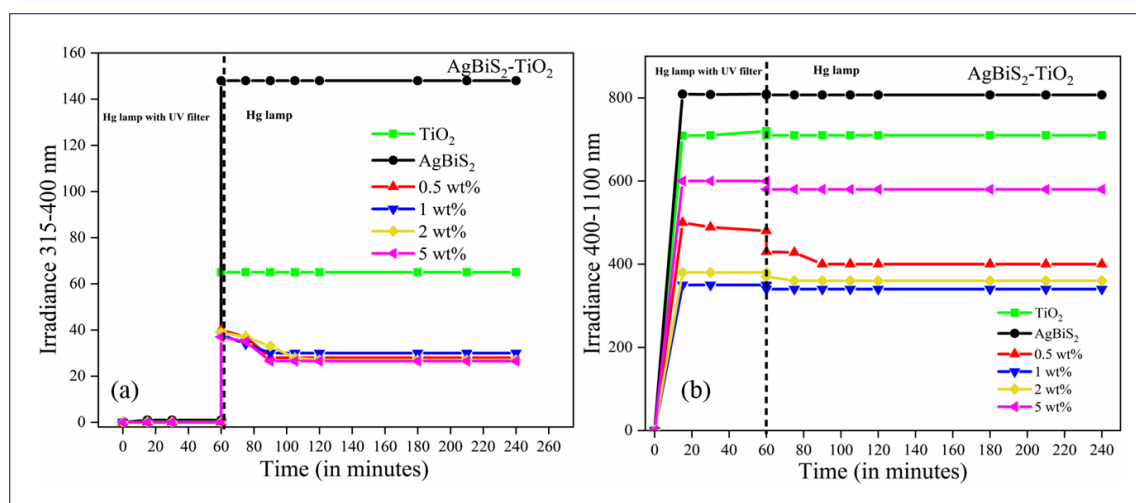 AgBiS₂-TiO₂
Hg lamp with UV filter
Hg lamp
TiO₂
AgBiS₂
0.5 wt%
1 wt%
2 wt%
5 wt%
(a)
Irradiance 315-400 nm
160
140
120
100
80
60
40
20
0
0 20 40 60 80 100 120 140 160 180 200 220 240 260
Time (in minutes)
Hg lamp with UV filter
Hg lamp
AgBiS₂-TiO₂
TiO₂
AgBiS₂
0.5 wt%
1 wt%
2 wt%
5 wt%
(b)
Irradiance 400-1100 nm
800
600
400
200
0
0 20 40 60 80 100 120 140 160 180 200 220 240
Time (in minutes)